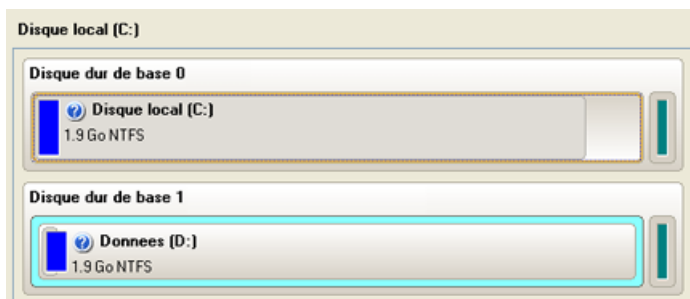 Disque local (C:)
Disque dur de base 0
Disque local (C:)
1.9 Go NTFS
Disque dur de base 1
Donnees (D:)
1.9 Go NTFS